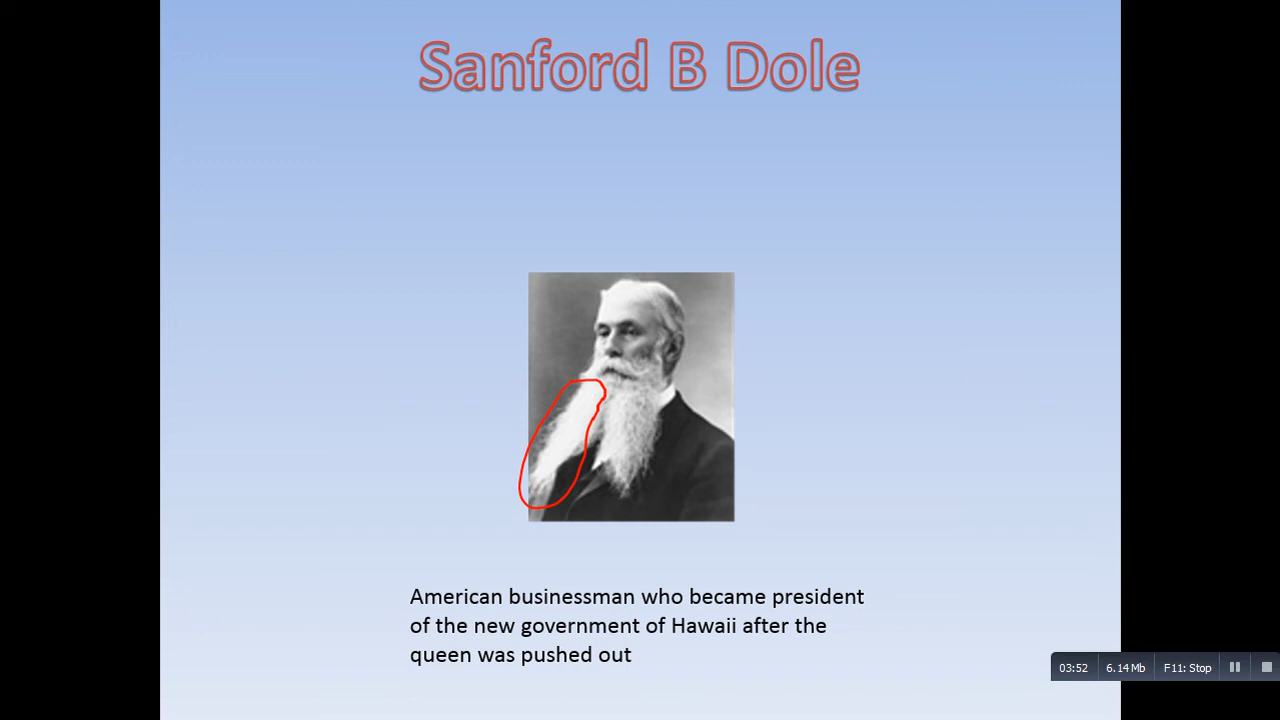 Sanford B Dole
American businessman who became president
of the new government of Hawaii after the
queen was pushed out
03:52 6.14 Mb F11: Stop